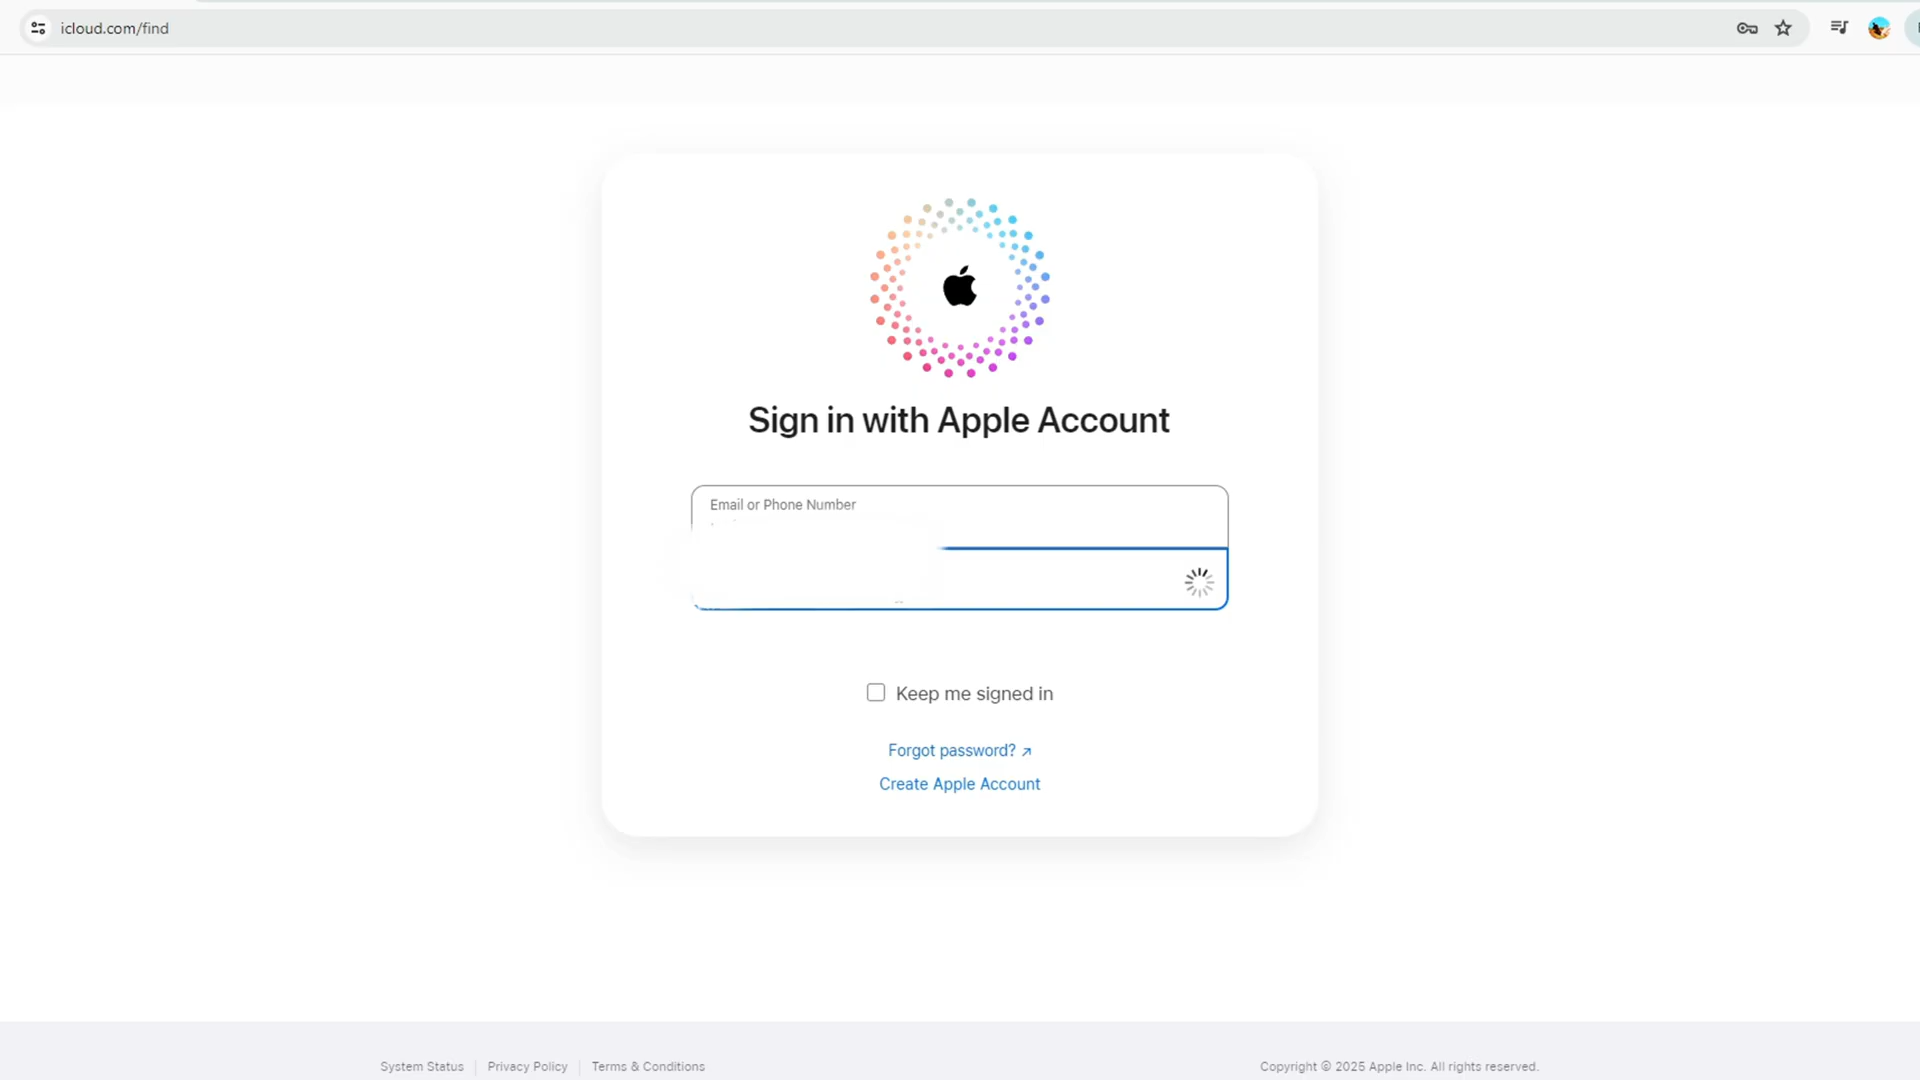 icloud.com/find
Sign in with Apple Account
Email or Phone Number
Keep me signed in
Forgot password? ↗
Create Apple Account
System Status
Privacy Policy
Terms & Conditions
Copyright © 2025 Apple Inc. All rights reserved.